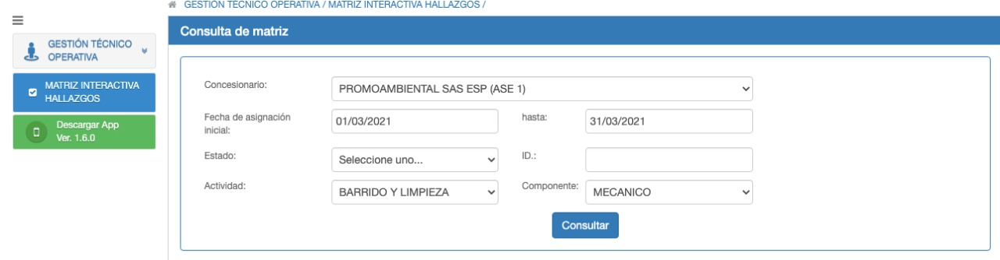 GESTIÓN TÉCNICO OPERATIVA / MATRIZ INTERACTIVA HALLAZGOS /
GESTIÓN TÉCNICO
OPERATIVA
MATRIZ INTERACTIVA
HALLAZGOS
Descargar App
Ver. 1.6.0
Consulta de matriz
Concesionario: PROMOAMBIENTAL SAS ESP (ASE 1)
Fecha de asignación
inicial: 01/03/2021 hasta: 31/03/2021
Estado: Seleccione uno... ID.:
Actividad: BARRIDO Y LIMPIEZA Componente: MECANICO
Consultar